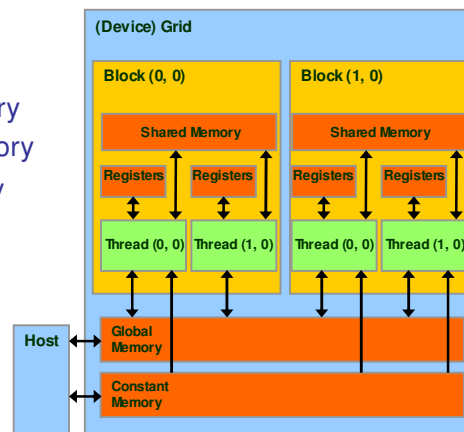 (Device) Grid
Block (0, 0)
Block (1, 0)
Shared Memory
Shared Memory
Registers
Registers
Registers
Registers
Thread (0, 0)
Thread (1, 0)
Thread (0, 0)
Thread (1, 0)
Host
Global
Memory
Constant
Memory